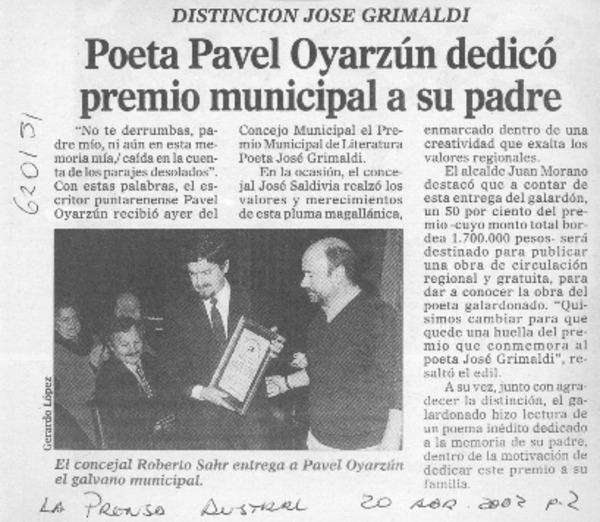 DISTINCION JOSE GRIMALDI
Poeta Pavel Oyarzún dedicó
premio municipal a su padre
620131
“No te derrumbas, pa-
dre mío, ni aún en esta me-
moria mía,/ caída en la cuen-
ta de los parajes desolados”.
Con estas palabras, el es-
critor puntarenense Pavel
Oyarzún recibió ayer del
Concejo Municipal el Pre-
mio Municipal de Literatura
Poeta José Grimaldi.
En la ocasión, el conce-
jal José Saldivia realzó los
valores y merecimientos
de esta pluma magallánica,
enmarcado dentro de una
creatividad que exalta los
valores regionales.
El alcalde Juan Morano
destacó que a contar de
esta entrega del galardón,
un 50 por ciento del pre-
mio -cuyo monto total bor-
dea 1.700.000 pesos- será
destinado para publicar
una obra de circulación
regional y gratuita, para
dar a conocer la obra del
poeta galardonado. “Qui-
simos cambiar para que
quede una huella del pre-
mio que conmemora al
poeta José Grimaldi”, re-
saltó el edil.
A su vez, junto con agra-
decer la distinción, el ga-
lardonado hizo lectura de
un poema inédito dedicado
a la memoria de su padre,
dentro de la motivación de
dedicar este premio a su
familia.
Gerardo López
El concejal Roberto Sahr entrega a Pavel Oyarzún
el galvano municipal.
LA PRENSA AUSTRAL 20 ABR. 2002 P.2